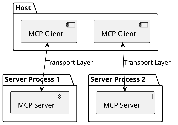 Host
MCP Client
MCP Client
Transport Layer
Transport Layer
Server Process 1
Server Process 2
MCP Server
MCP Server